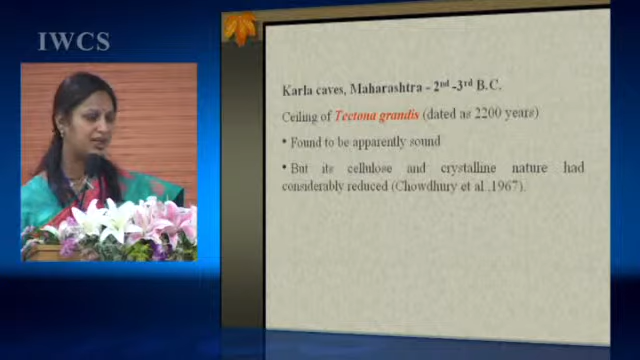 IWCS
Karla caves, Maharashtra - 2nd -3rd B.C.
Ceiling of Tectona grandis (dated as 2200 years)
• Found to be apparently sound
• But its cellulose and crystalline nature had
considerably reduced (Chowdhury et al .1967).